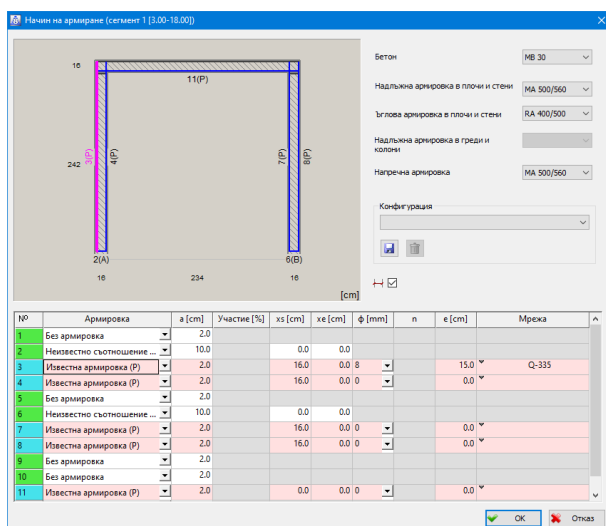 Начин на армиране (сегмент 1 [3.00-18.00])
16
11(P)
242
3(P)
4(P)
7(P)
8(P)
2(A)
6(B)
16
234
16
[cm]
Бетон
MB 30
Надлъжна армировка в плочи и стени
MA 500/560
Ъглова армировка в плочи и стени
RA 400/500
Надлъжна армировка в греди и
колони
Напречна армировка
MA 500/560
Конфигурация
№ Армировка a [cm] Участие [%] xs [cm] xe [cm] ф [mm] n e [cm] Мрежа
1 Без армировка 2.0
2 Неизвестно съотношение ... 10.0 0.0 0.0
3 Известна армировка (P) 2.0 16.0 0.0 8 15.0 Q-335
4 Известна армировка (P) 2.0 16.0 0.0 0 0.0
5 Без армировка 2.0
6 Неизвестно съотношение ... 10.0 0.0 0.0
7 Известна армировка (P) 2.0 16.0 0.0 0 0.0
8 Известна армировка (P) 2.0 16.0 0.0 0 0.0
9 Без армировка 2.0
10 Без армировка 2.0
11 Известна армировка (P) 2.0 0.0 0.0 0 0.0
OK
Отказ